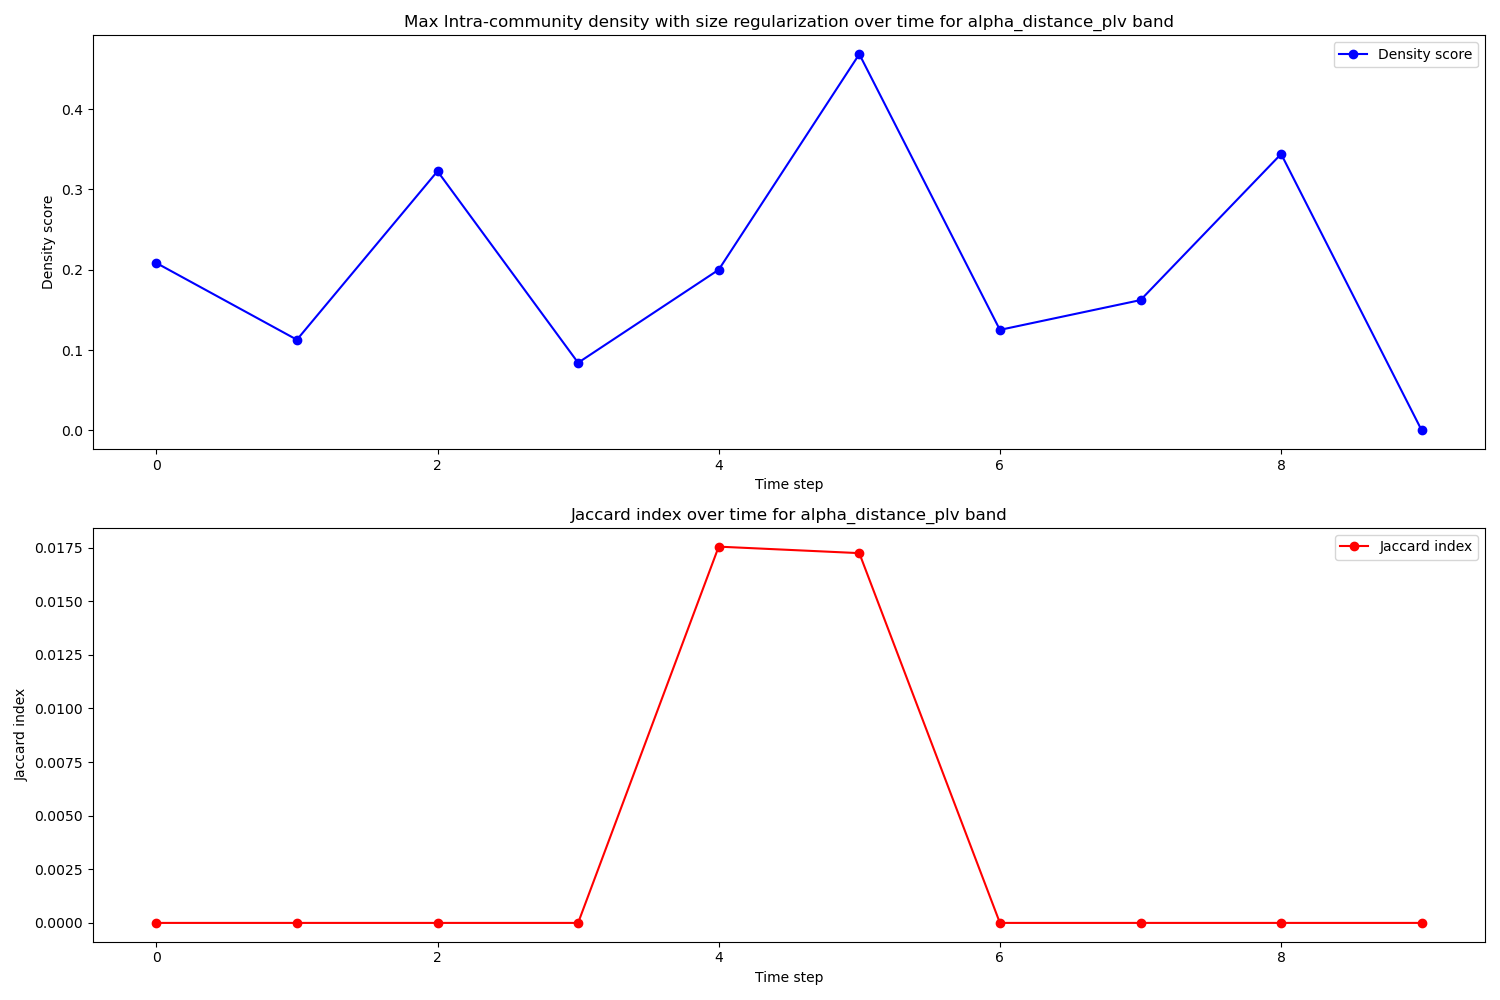 Max Intra-community density with size regularization over time for alpha_distance_plv band
Density score
Density score
0.4
0.3
0.2
0.1
0.0
0 2 4 6 8
Time step
Jaccard index over time for alpha_distance_plv band
Jaccard index
Jaccard index
0.0175
0.0150
0.0125
0.0100
0.0075
0.0050
0.0025
0.0000
0 2 4 6 8
Time step